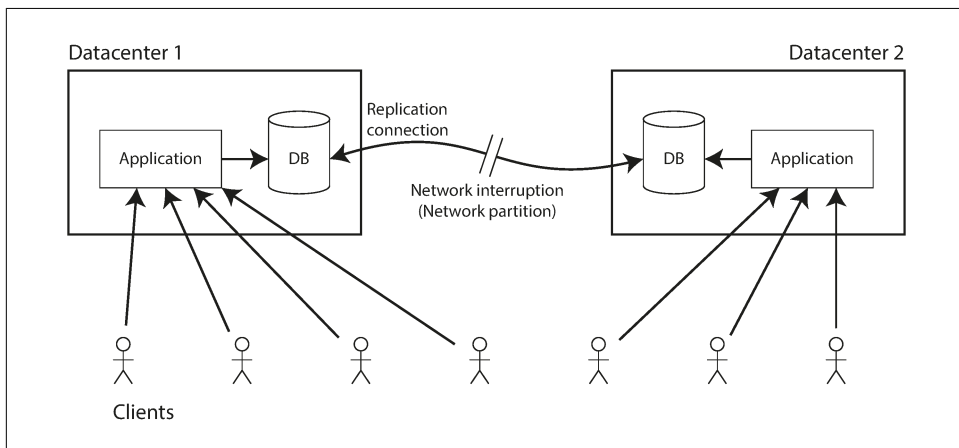 Datacenter 1
Datacenter 2
Replication
connection
Application
DB
DB
Application
Network interruption
(Network partition)
Clients